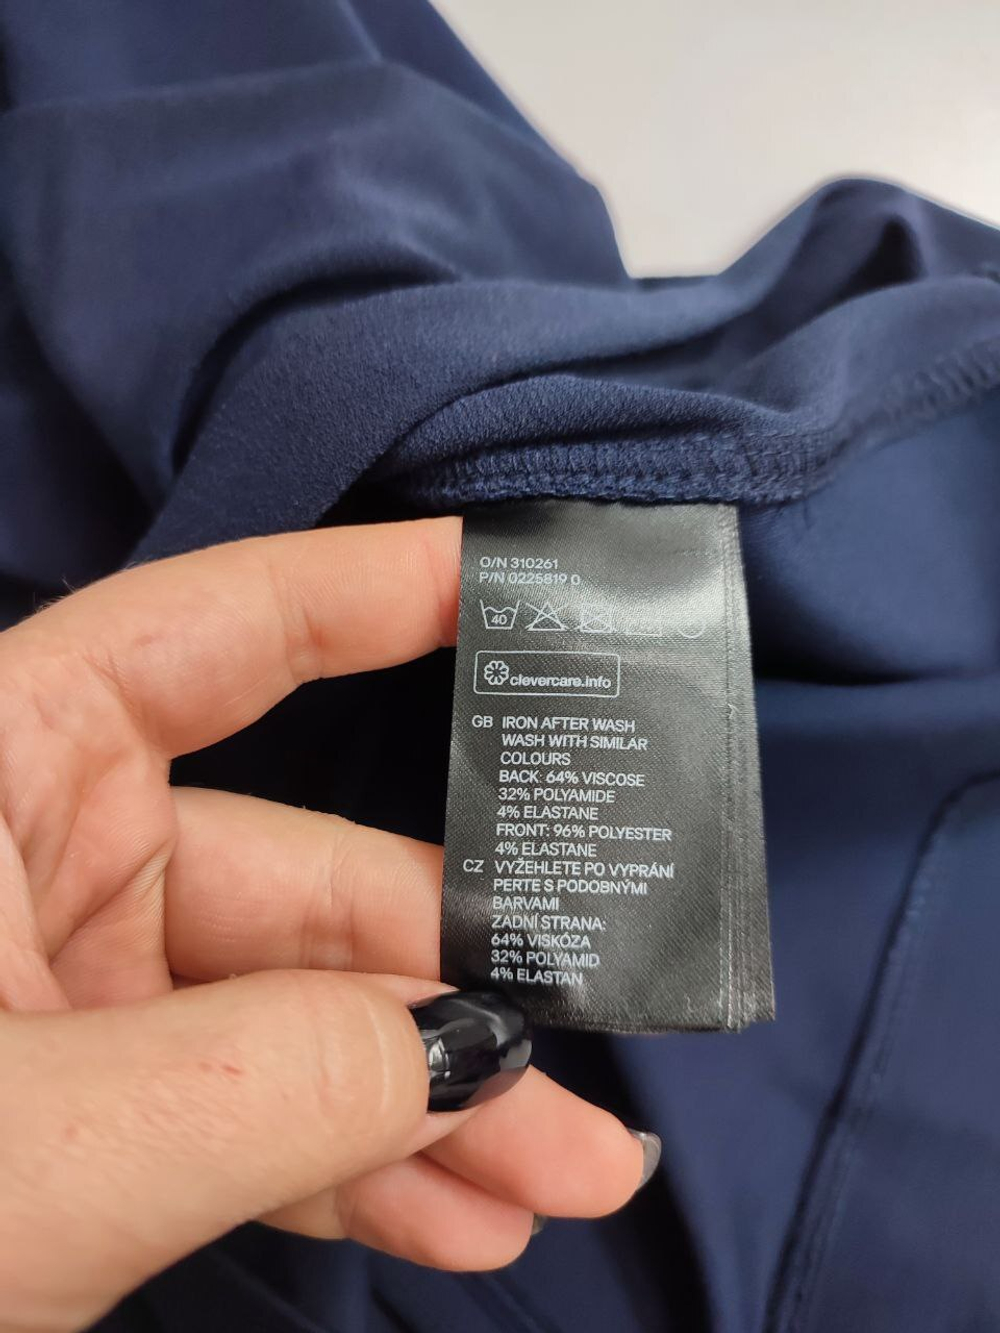 O/N 310261
P/N 0225819 0
40
clevercare.info
GB IRON AFTER WASH
WASH WITH SIMILAR
COLOURS
BACK: 64% VISCOSE
32% POLYAMIDE
4% ELASTANE
FRONT: 96% POLYESTER
4% ELASTANE
CZ VYŽEHLETE PO VYPRÁNÍ
PERTE S PODOBNÝMI
BARVAMI
ZADNÍ STRANA:
64% VISKÓZA
32% POLYAMID
4% ELASTAN